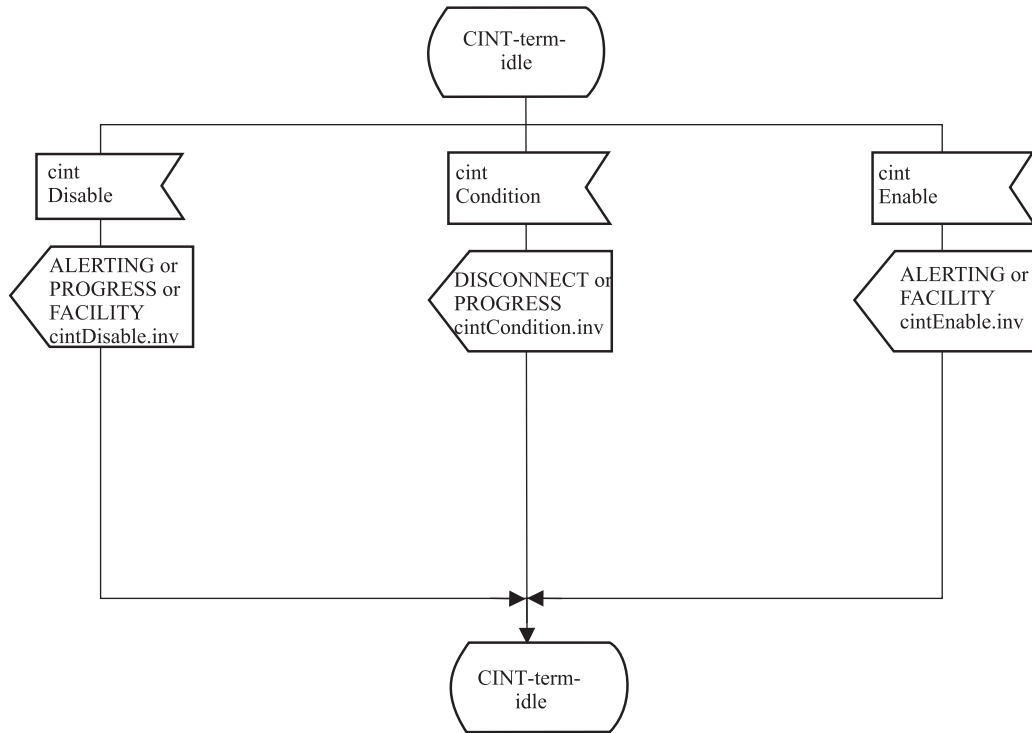 CINT-term-
idle
cint
Disable
cint
Condition
cint
Enable
ALERTING or
PROGRESS or
FACILITY
cintDisable.inv
DISCONNECT or
PROGRESS
cintCondition.inv
ALERTING or
FACILITY
cintEnable.inv
CINT-term-
idle